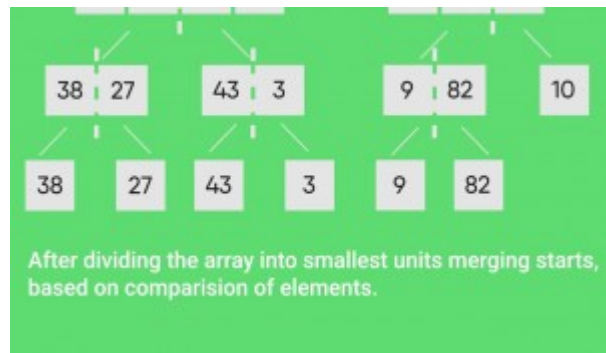 38 27 43 3 9 82 10
38 27 43 3 9 82
After dividing the array into smallest units merging starts,
based on comparision of elements.